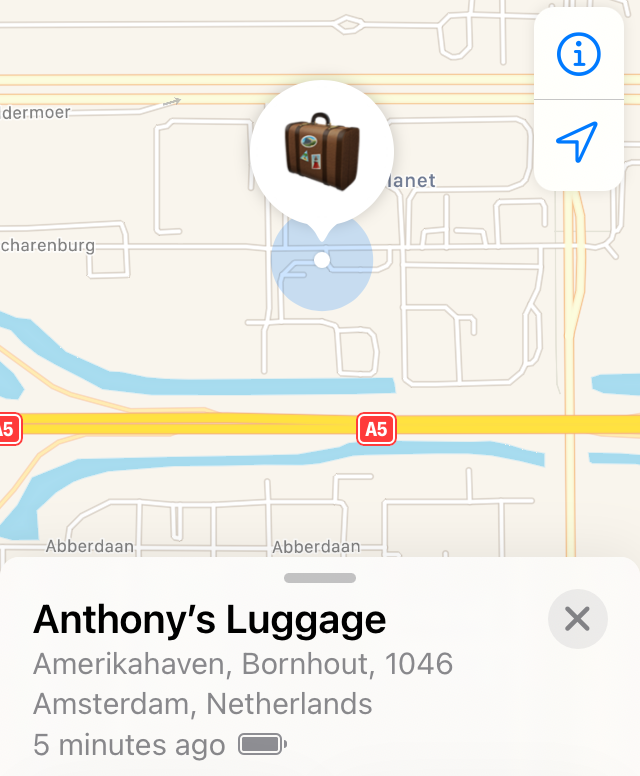 dermoer
lanet
charenburg
A5
A5
Abberdaan
Abberdaan
Anthony’s Luggage
Amerikahaven, Bornhout, 1046
Amsterdam, Netherlands
5 minutes ago